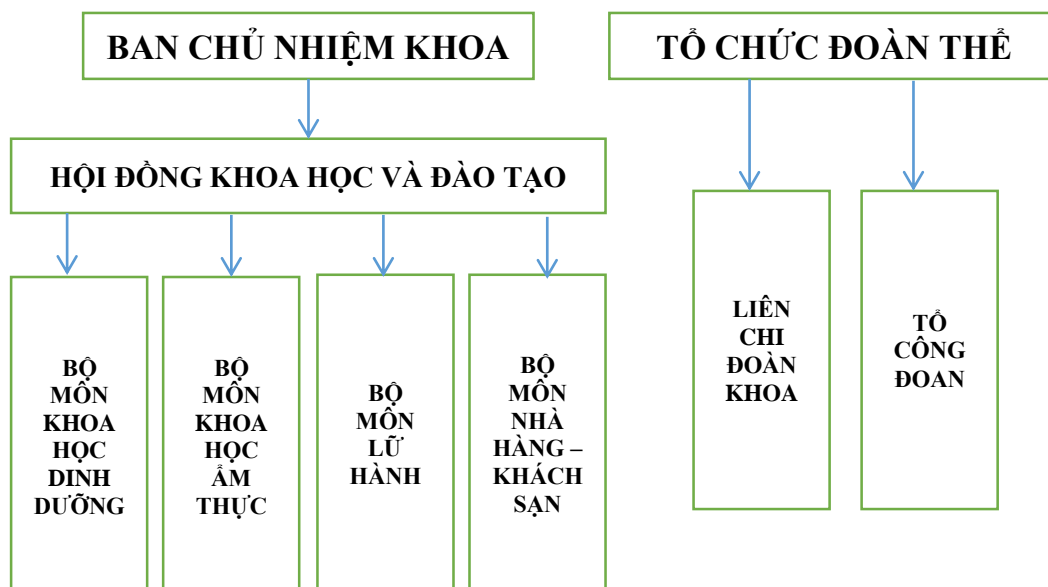 BAN CHỦ NHIỆM KHOA
TỔ CHỨC ĐOÀN THỂ
HỘI ĐỒNG KHOA HỌC VÀ ĐÀO TẠO
BỘ
MÔN
KHOA
HỌC
DINH
DƯỠNG
BỘ
MÔN
KHOA
HỌC
ẨM
THỰC
BỘ
MÔN
LỮ
HÀNH
BỘ
MÔN
NHÀ
HÀNG –
KHÁCH
SẠN
LIÊN
CHI
ĐOÀN
KHOA
TỔ
CÔNG
ĐOAN